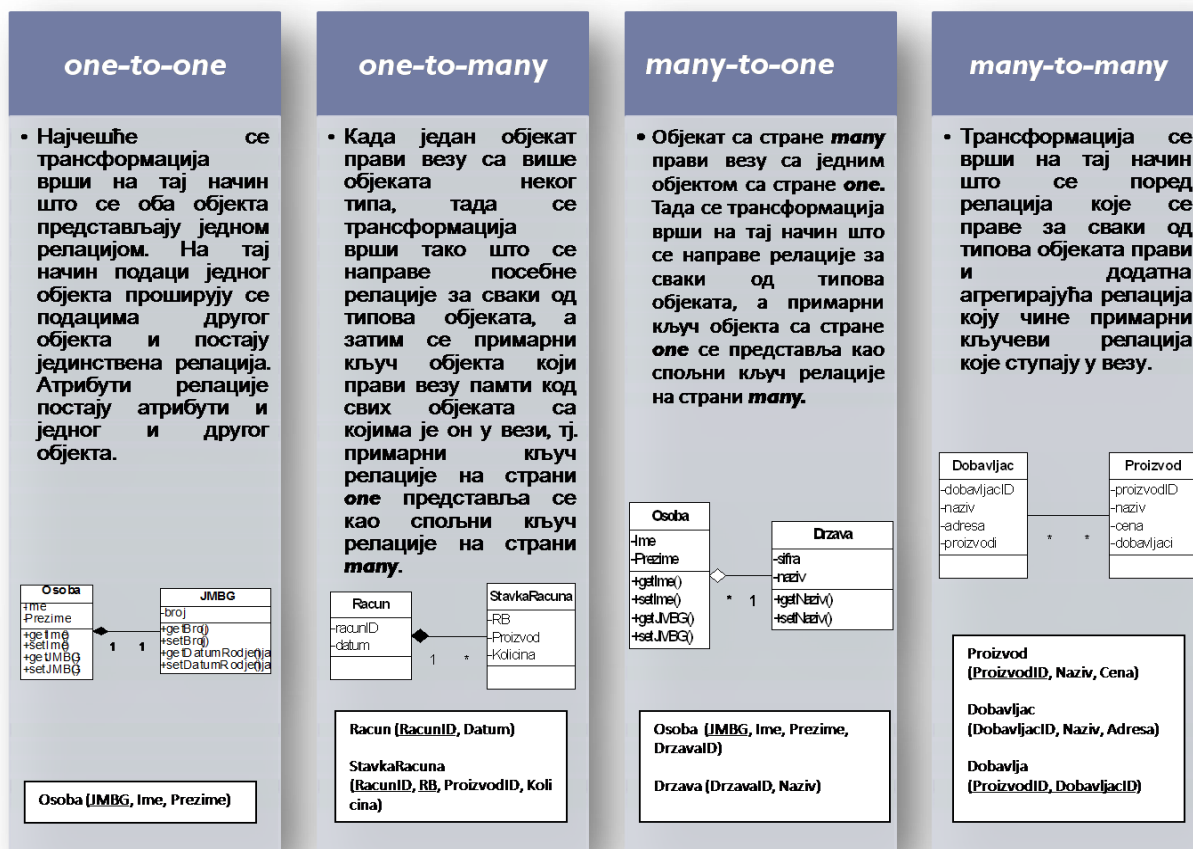 one-to-one
• Најчешће се
трансформација
врши на тај начин
што се оба објекта
представљају једном
релацијом. На тај
начин подаци једног
објекта проширују се
подацима другог
објекта и постају
јединствена релација.
Атрибути релације
постају атрибути и
једног и другог
објекта.
Osoba
-Ime
-Prezime
+getIme()
+setIme()
+getJMBG()
+setJMBG()
1 1
JMBG
-broj
+getBroj()
+setBroj()
+getDatumRodjenja()
+setDatumRodjenja()
Osoba (JMBG, Ime, Prezime)
one-to-many
• Када један објекат
прави везу са више
објеката неког
типа, тада се
трансформација
врши тако што се
направе посебне
релације за сваки од
типова објеката, а
затим се примарни
кључ објекта који
прави везу памти код
свих објеката са
којима је он у вези, тј.
примарни кључ
релације на страни
one представља се
као спољни кључ
релације на страни
many.
Racun
-racunID
-datum
1 *
StavkaRacuna
-RB
-Proizvod
-Kolicina
Racun (RacunID, Datum)
StavkaRacuna
(RacunID, RB, ProizvodID, Koli
cina)
many-to-one
• Објекат са стране many
прави везу са једним
објектом са стране one.
Тада се трансформација
врши на тај начин што
се направе релације за
сваки од типова
објеката, а примарни
кључ објекта са стране
one се представља као
спољни кључ релације
на страни many.
Osoba
-Ime
-Prezime
+getIme()
+setIme()
+getJMBG()
+setJMBG()
* 1
Drzava
-sifra
-naziv
+getNaziv()
+setNaziv()
Osoba (JMBG, Ime, Prezime,
DrzavaID)
Drzava (DrzavaID, Naziv)
many-to-many
• Трансформација се
врши на тај начин
што се поред
релација које се
праве за сваки од
типова објеката прави
и додатна
агрегирајућа релација
коју чине примарни
кључеви релација
које ступају у везу.
Dobavljac
-dobavljacID
-naziv
-adresa
-proizvodi
* *
Proizvod
-proizvodID
-naziv
-cena
-dobavljaci
Proizvod
(ProizvodID, Naziv, Cena)
Dobavljac
(DobavljacID, Naziv, Adresa)
Dobavlja
(ProizvodID, DobavljacID)